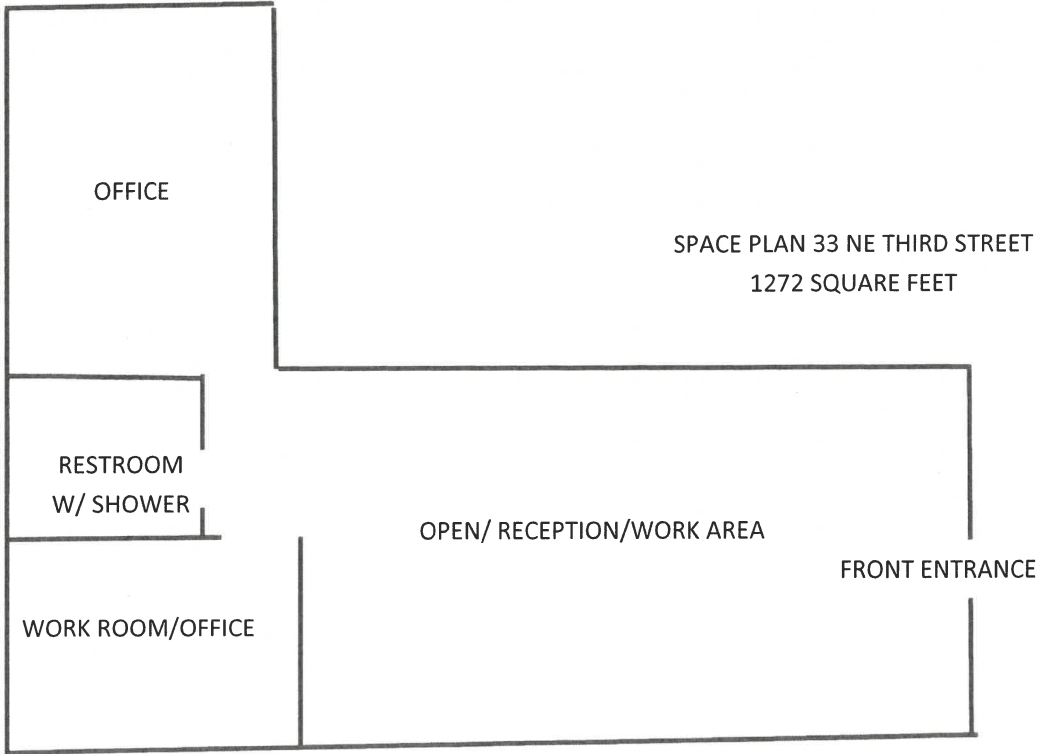 OFFICE
SPACE PLAN 33 NE THIRD STREET
1272 SQUARE FEET
RESTROOM
W/ SHOWER
OPEN/ RECEPTION/WORK AREA
FRONT ENTRANCE
WORK ROOM/OFFICE